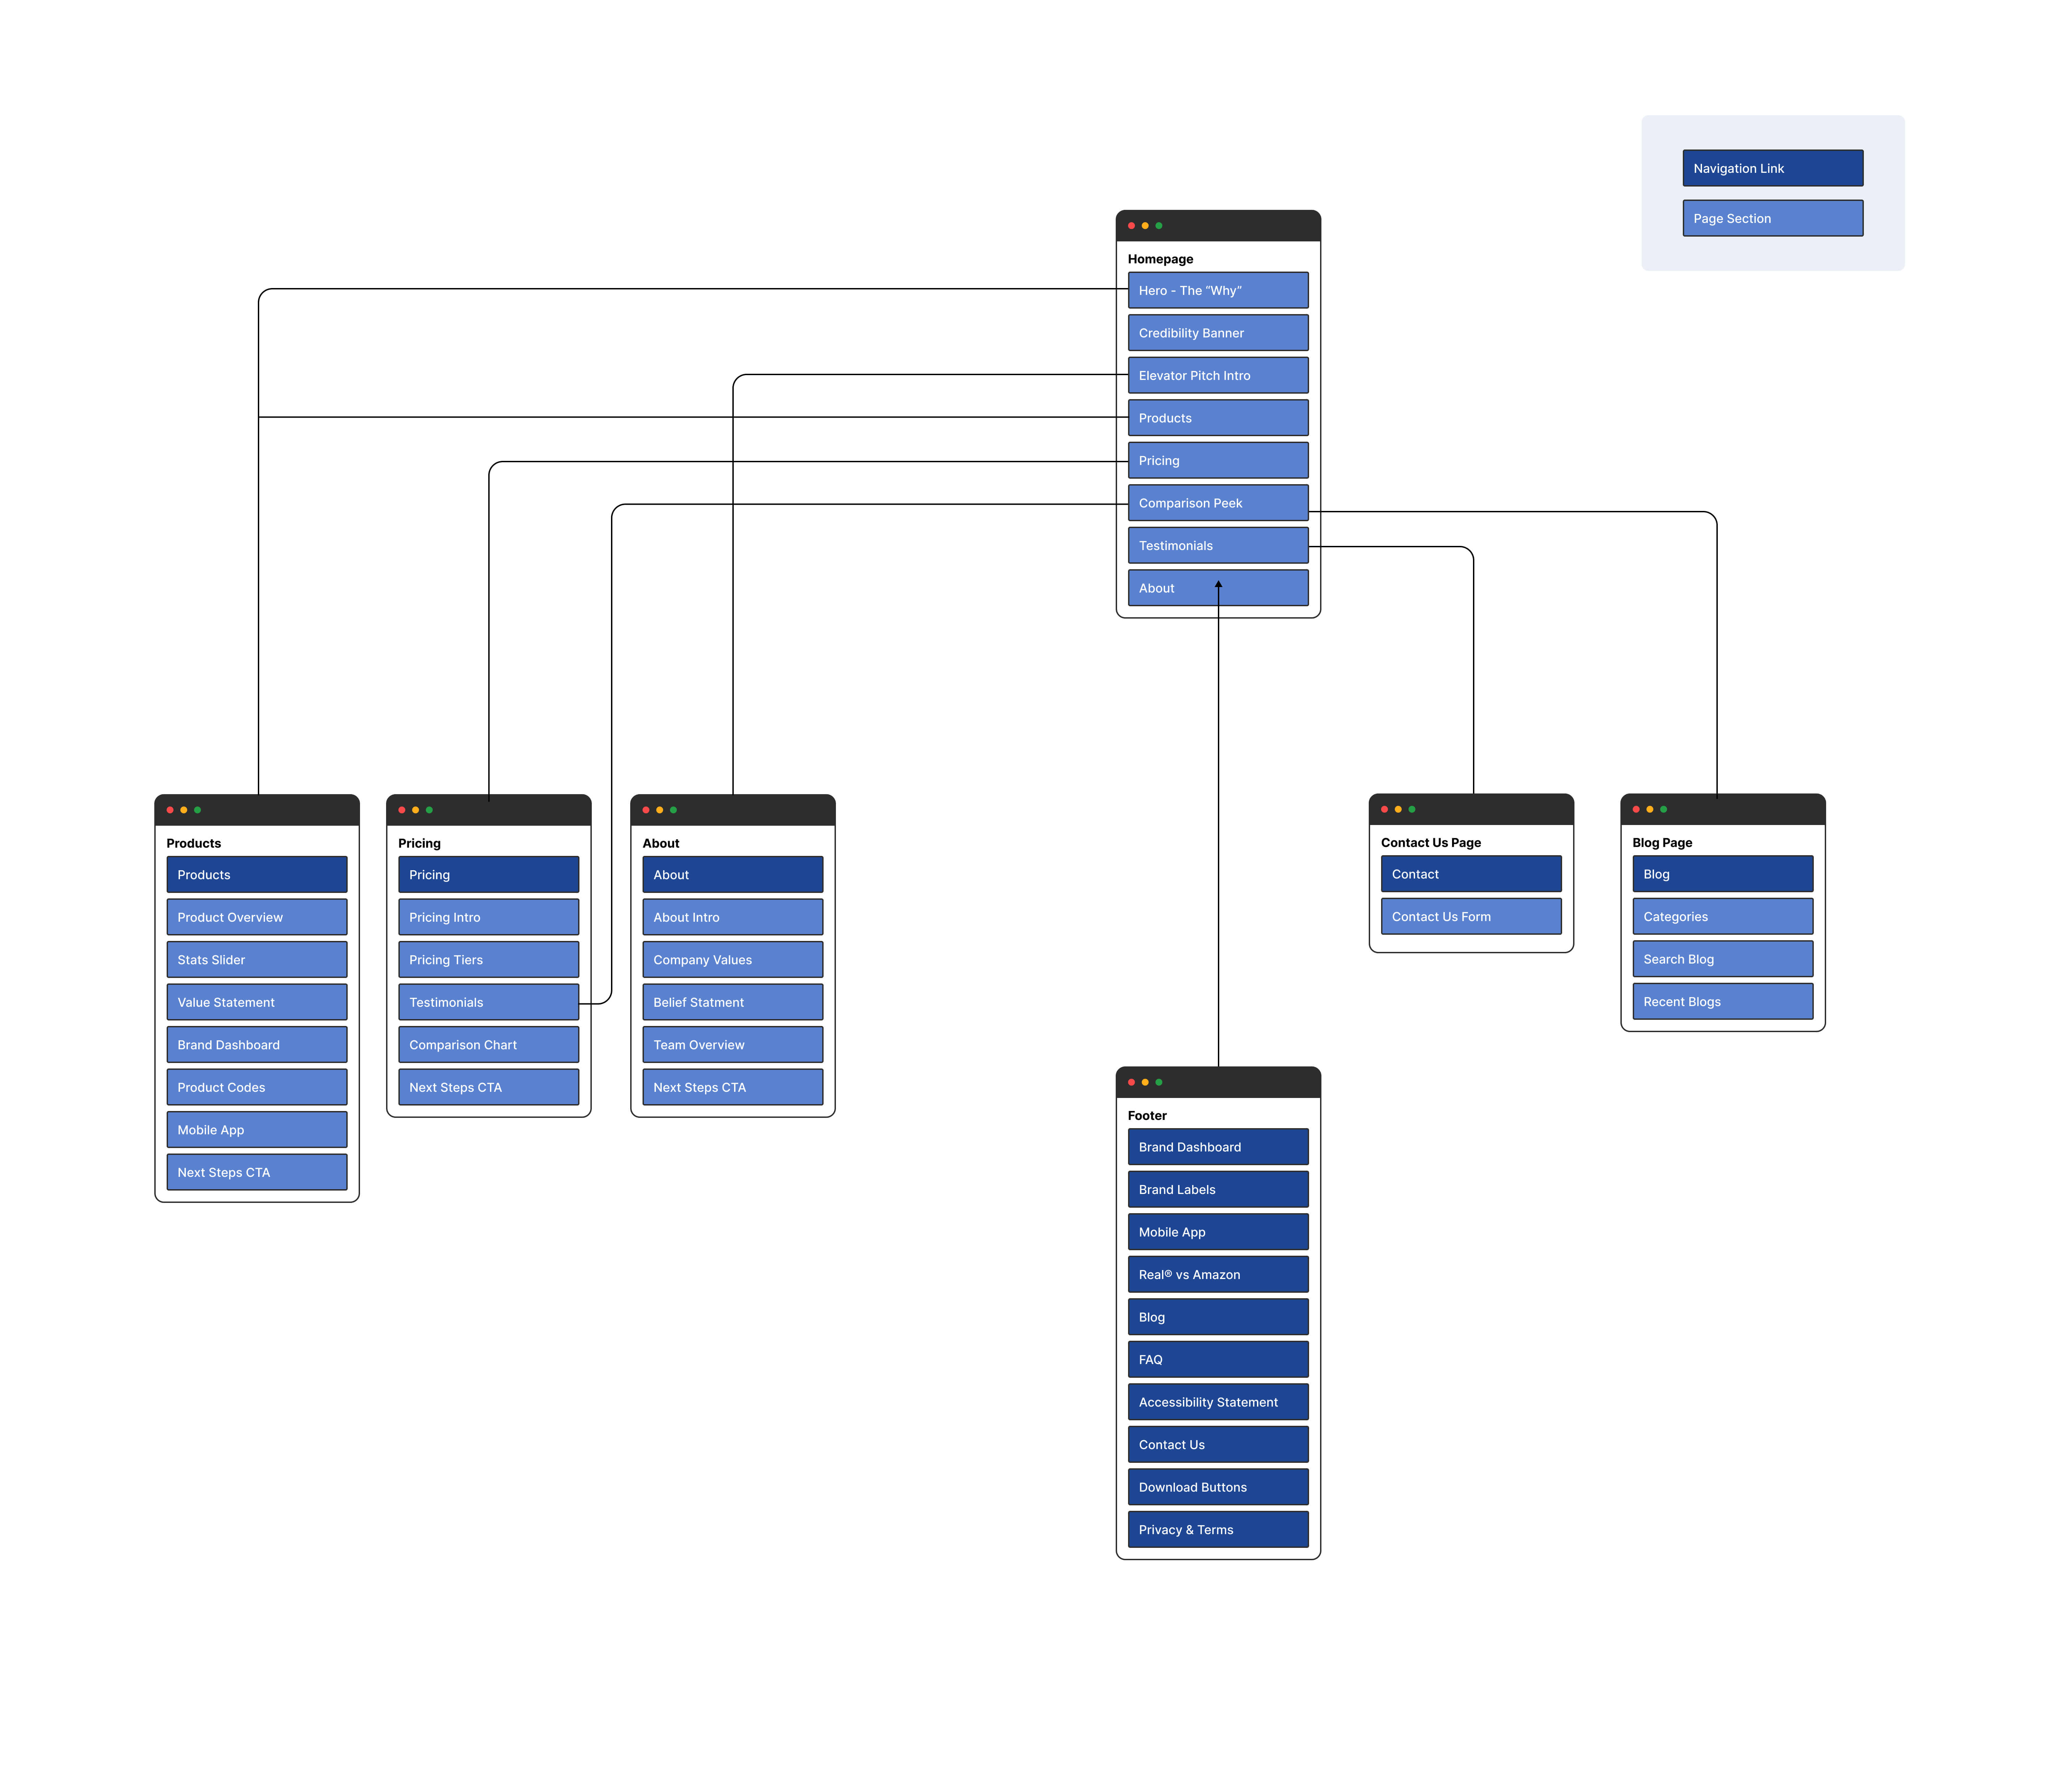 Navigation Link
Page Section
Homepage
Hero - The “Why”
Credibility Banner
Elevator Pitch Intro
Products
Pricing
Comparison Peek
Testimonials
About
Products
Products
Product Overview
Stats Slider
Value Statement
Brand Dashboard
Product Codes
Mobile App
Next Steps CTA
Pricing
Pricing
Pricing Intro
Pricing Tiers
Testimonials
Comparison Chart
Next Steps CTA
About
About
About Intro
Company Values
Belief Statment
Team Overview
Next Steps CTA
Contact Us Page
Contact
Contact Us Form
Blog Page
Blog
Categories
Search Blog
Recent Blogs
Footer
Brand Dashboard
Brand Labels
Mobile App
Real® vs Amazon
Blog
FAQ
Accessibility Statement
Contact Us
Download Buttons
Privacy & Terms